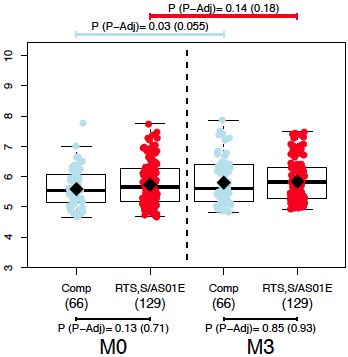 P (P-Adj)= 0.14 (0.18)
P (P-Adj)= 0.03 (0.055)
10
9
8
7
6
5
4
3
Comp RTS,S/AS01E Comp RTS,S/AS01E
(66) (129) (66) (129)
P (P-Adj)= 0.13 (0.71) P (P-Adj)= 0.85 (0.93)
M0 M3